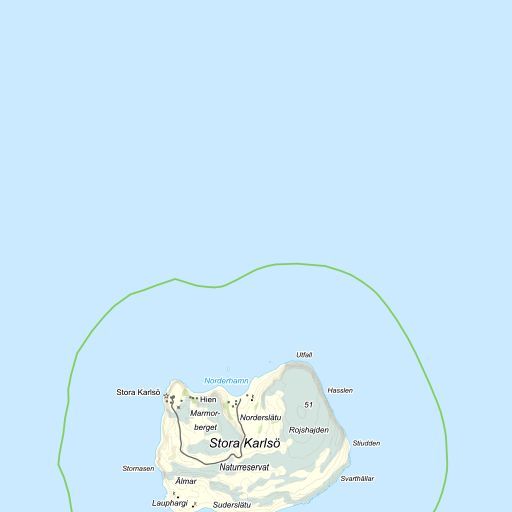 Utfall
Norderhamn
Hasslen
Stora Karlsö
Hien
51
Marmor-
berget
Norderslätu
Rojshajden
Stora Karlsö
Stiudden
Stornasen
Naturreservat
Svarthällar
Älmar
Lauphargi
Suderslätu